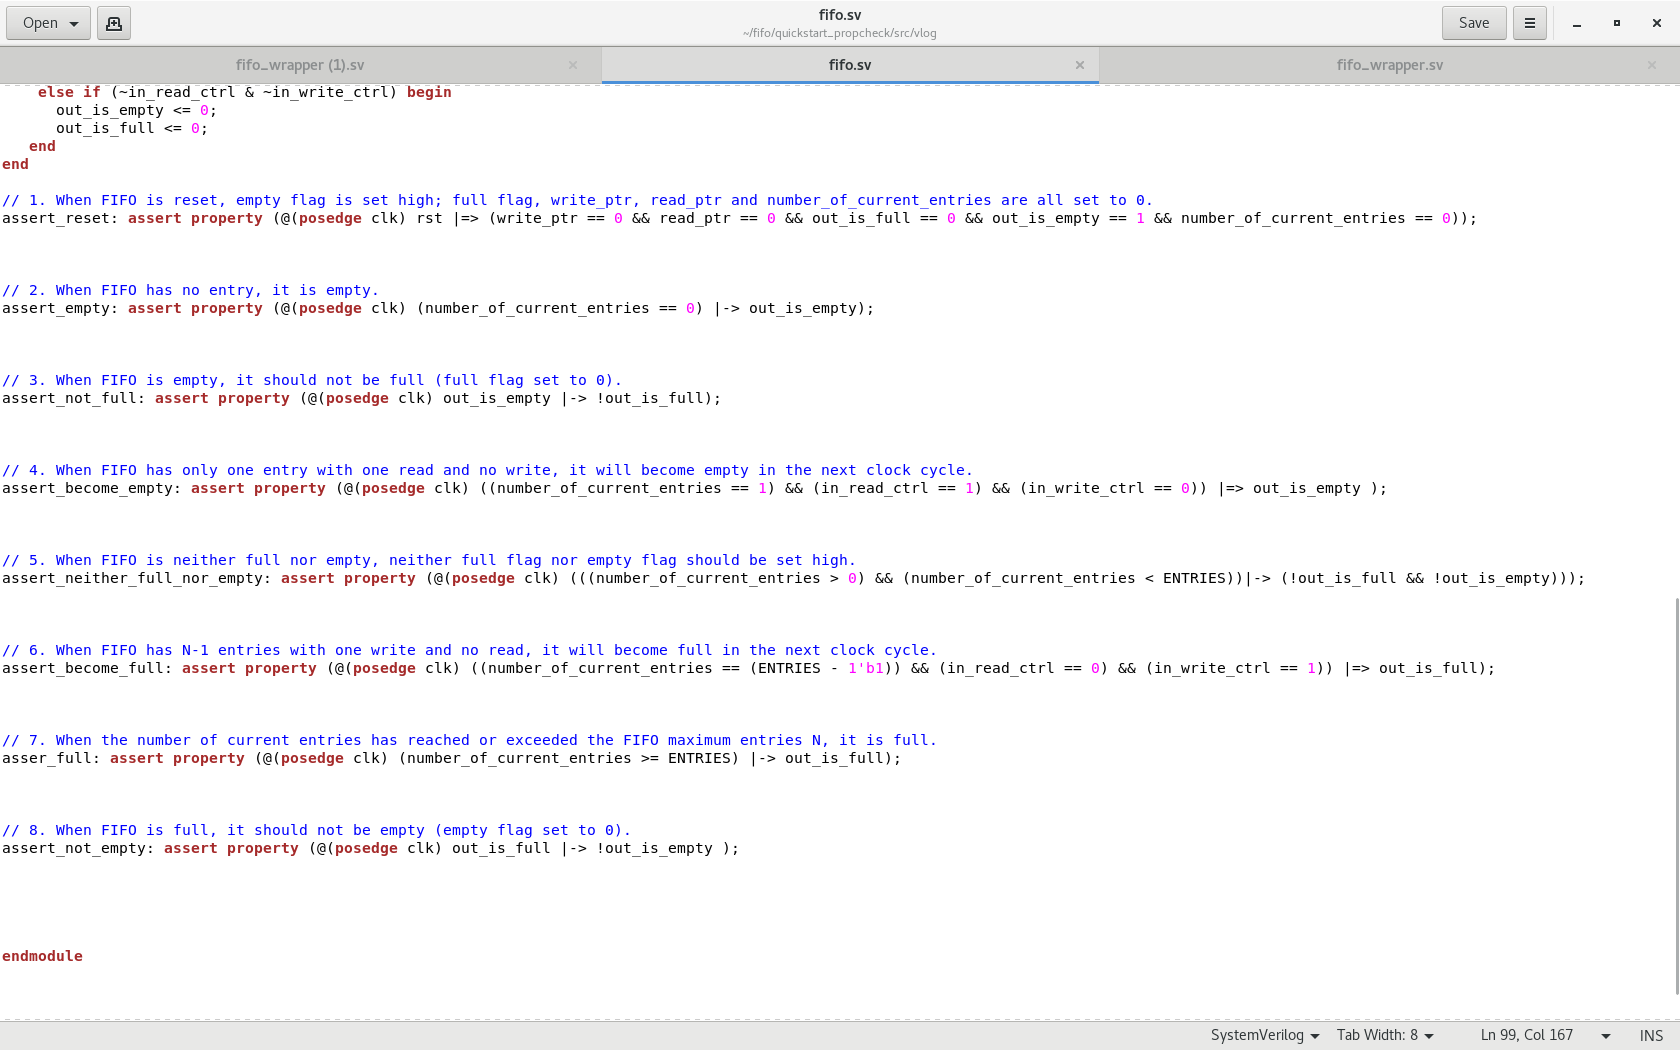 Open
fifo.sv
~/fifo/quickstart_propcheck/src/vlog
Save
fifo_wrapper (1).sv
fifo.sv
fifo_wrapper.sv
else if (~in_read_ctrl & ~in_write_ctrl) begin
out_is_empty <= 0;
out_is_full <= 0;
end
end
// 1. When FIFO is reset, empty flag is set high; full flag, write_ptr, read_ptr and number_of_current_entries are all set to 0.
assert_reset: assert property (@(posedge clk) rst |=> (write_ptr == 0 && read_ptr == 0 && out_is_full == 0 && out_is_empty == 1 && number_of_current_entries == 0));
// 2. When FIFO has no entry, it is empty.
assert_empty: assert property (@(posedge clk) (number_of_current_entries == 0) |-> out_is_empty);
// 3. When FIFO is empty, it should not be full (full flag set to 0).
assert_not_full: assert property (@(posedge clk) out_is_empty |-> !out_is_full);
// 4. When FIFO has only one entry with one read and no write, it will become empty in the next clock cycle.
assert_become_empty: assert property (@(posedge clk) ((number_of_current_entries == 1) && (in_read_ctrl == 1) && (in_write_ctrl == 0)) |=> out_is_empty );
// 5. When FIFO is neither full nor empty, neither full flag nor empty flag should be set high.
assert_neither_full_nor_empty: assert property (@(posedge clk) (((number_of_current_entries > 0) && (number_of_current_entries < ENTRIES))|-> (!out_is_full && !out_is_empty)));
// 6. When FIFO has N-1 entries with one write and no read, it will become full in the next clock cycle.
assert_become_full: assert property (@(posedge clk) ((number_of_current_entries == (ENTRIES - 1'b1)) && (in_read_ctrl == 0) && (in_write_ctrl == 1)) |=> out_is_full);
// 7. When the number of current entries has reached or exceeded the FIFO maximum entries N, it is full.
asser_full: assert property (@(posedge clk) (number_of_current_entries >= ENTRIES) |-> out_is_full);
// 8. When FIFO is full, it should not be empty (empty flag set to 0).
assert_not_empty: assert property (@(posedge clk) out_is_full |-> !out_is_empty );
endmodule
SystemVerilog Tab Width: 8 Ln 99, Col 167 INS